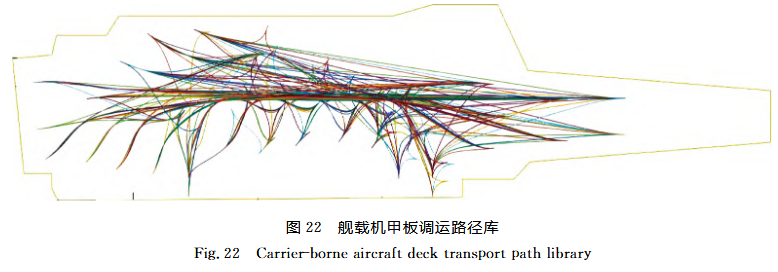 图 22 舰载机甲板调运路径库
Fig. 22 Carrier-borne aircraft deck transport path library